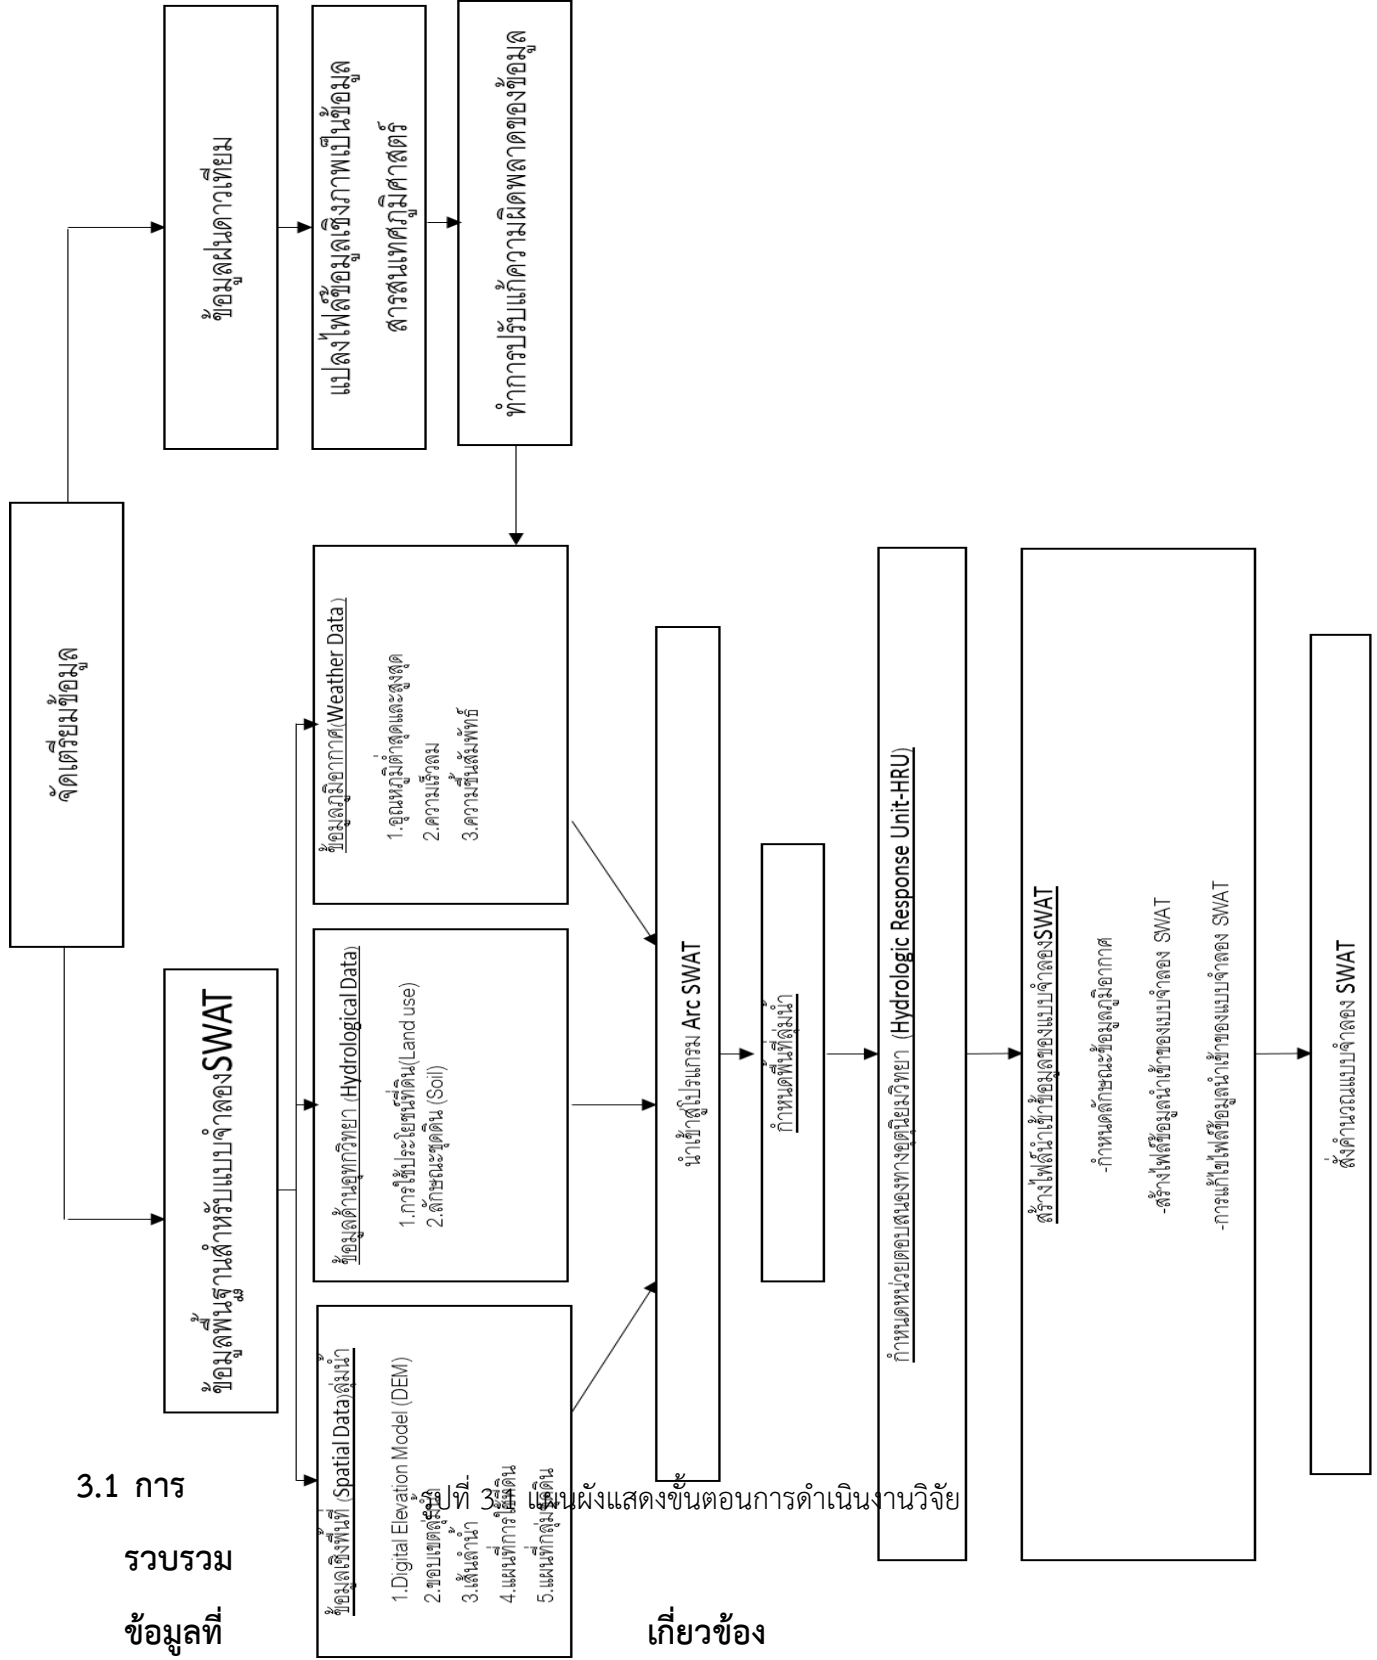 จัดเตรียมข้อมูล
ข้อมูลฝนดาวเทียม
แปลงไฟล์ข้อมูลเชิงภาพเป็นข้อมูล
สารสนเทศภูมิศาสตร์
ทำการปรับแก้ความผิดพลาดของข้อมูล
ข้อมูลพื้นฐานสำหรับแบบจำลองSWAT
ข้อมูลภูมิอากาศ(Weather Data)
1.อุณหภูมิต่ำสุดและสูงสุด
2.ความเร็วลม
3.ความชื้นสัมพัทธ์
ข้อมูลด้านอุทกวิทยา (Hydrological Data)
1.การใช้ประโยชน์ที่ดิน(Land use)
2.ลักษณะชุดดิน (Soil)
ข้อมูลเชิงพื้นที่ (Spatial Data)ลุ่มน้ำ
1.Digital Elevation Model (DEM)
2.ขอบเขตลุ่มน้ำ
3.เส้นลำน้ำ
4.แผนที่การใช้ที่ดิน
5.แผนที่กลุ่มชุดดิน
นำเข้าสู่โปรแกรม Arc SWAT
กำหนดพื้นที่ลุ่มน้ำ
กำหนดหน่วยตอบสนองทางอุตุนิยมวิทยา (Hydrologic Response Unit-HRU)
สร้างไฟล์นำเข้าข้อมูลของแบบจำลองSWAT
-กำหนดลักษณะข้อมูลภูมิอากาศ
-สร้างไฟล์ข้อมูลนำเข้าของแบบจำลอง SWAT
-การแก้ไขไฟล์ข้อมูลนำเข้าของแบบจำลอง SWAT
สั่งคำนวณแบบจำลอง SWAT
รูปที่ 3. แผนผังแสดงขั้นตอนการดำเนินงานวิจัย
3.1 การ
รวบรวม
ข้อมูลที่ เกี่ยวข้อง